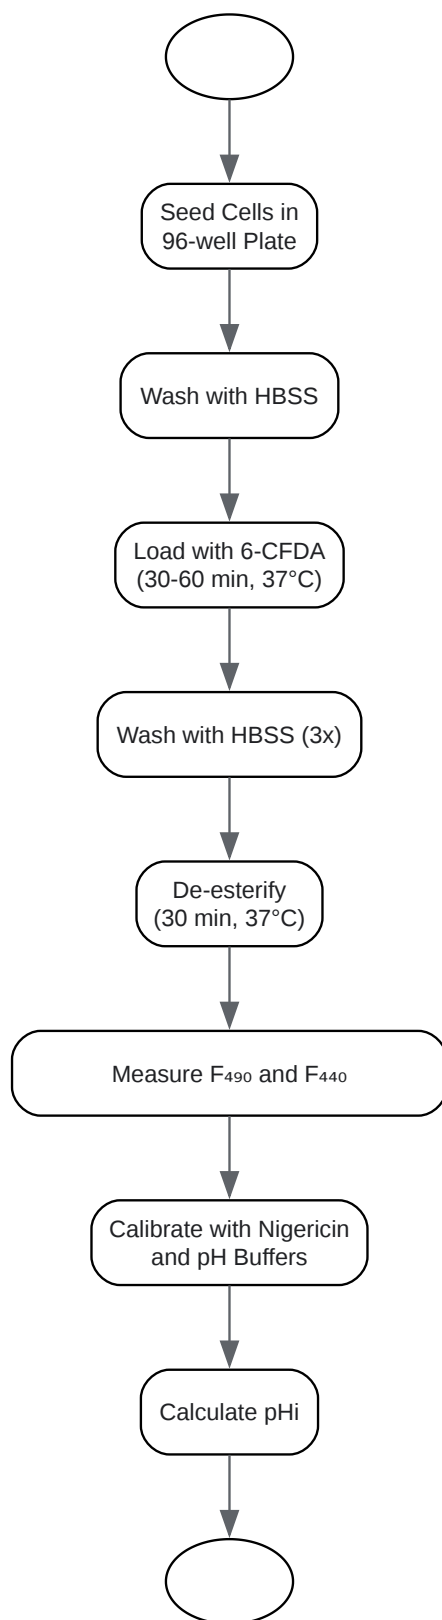 Seed Cells in
96-well Plate
Wash with HBSS
Load with 6-CFDA
(30-60 min, 37°C)
Wash with HBSS (3x)
De-esterify
(30 min, 37°C)
Measure F₄₉₀ and F₄₄₀
Calibrate with Nigericin
and pH Buffers
Calculate pHi